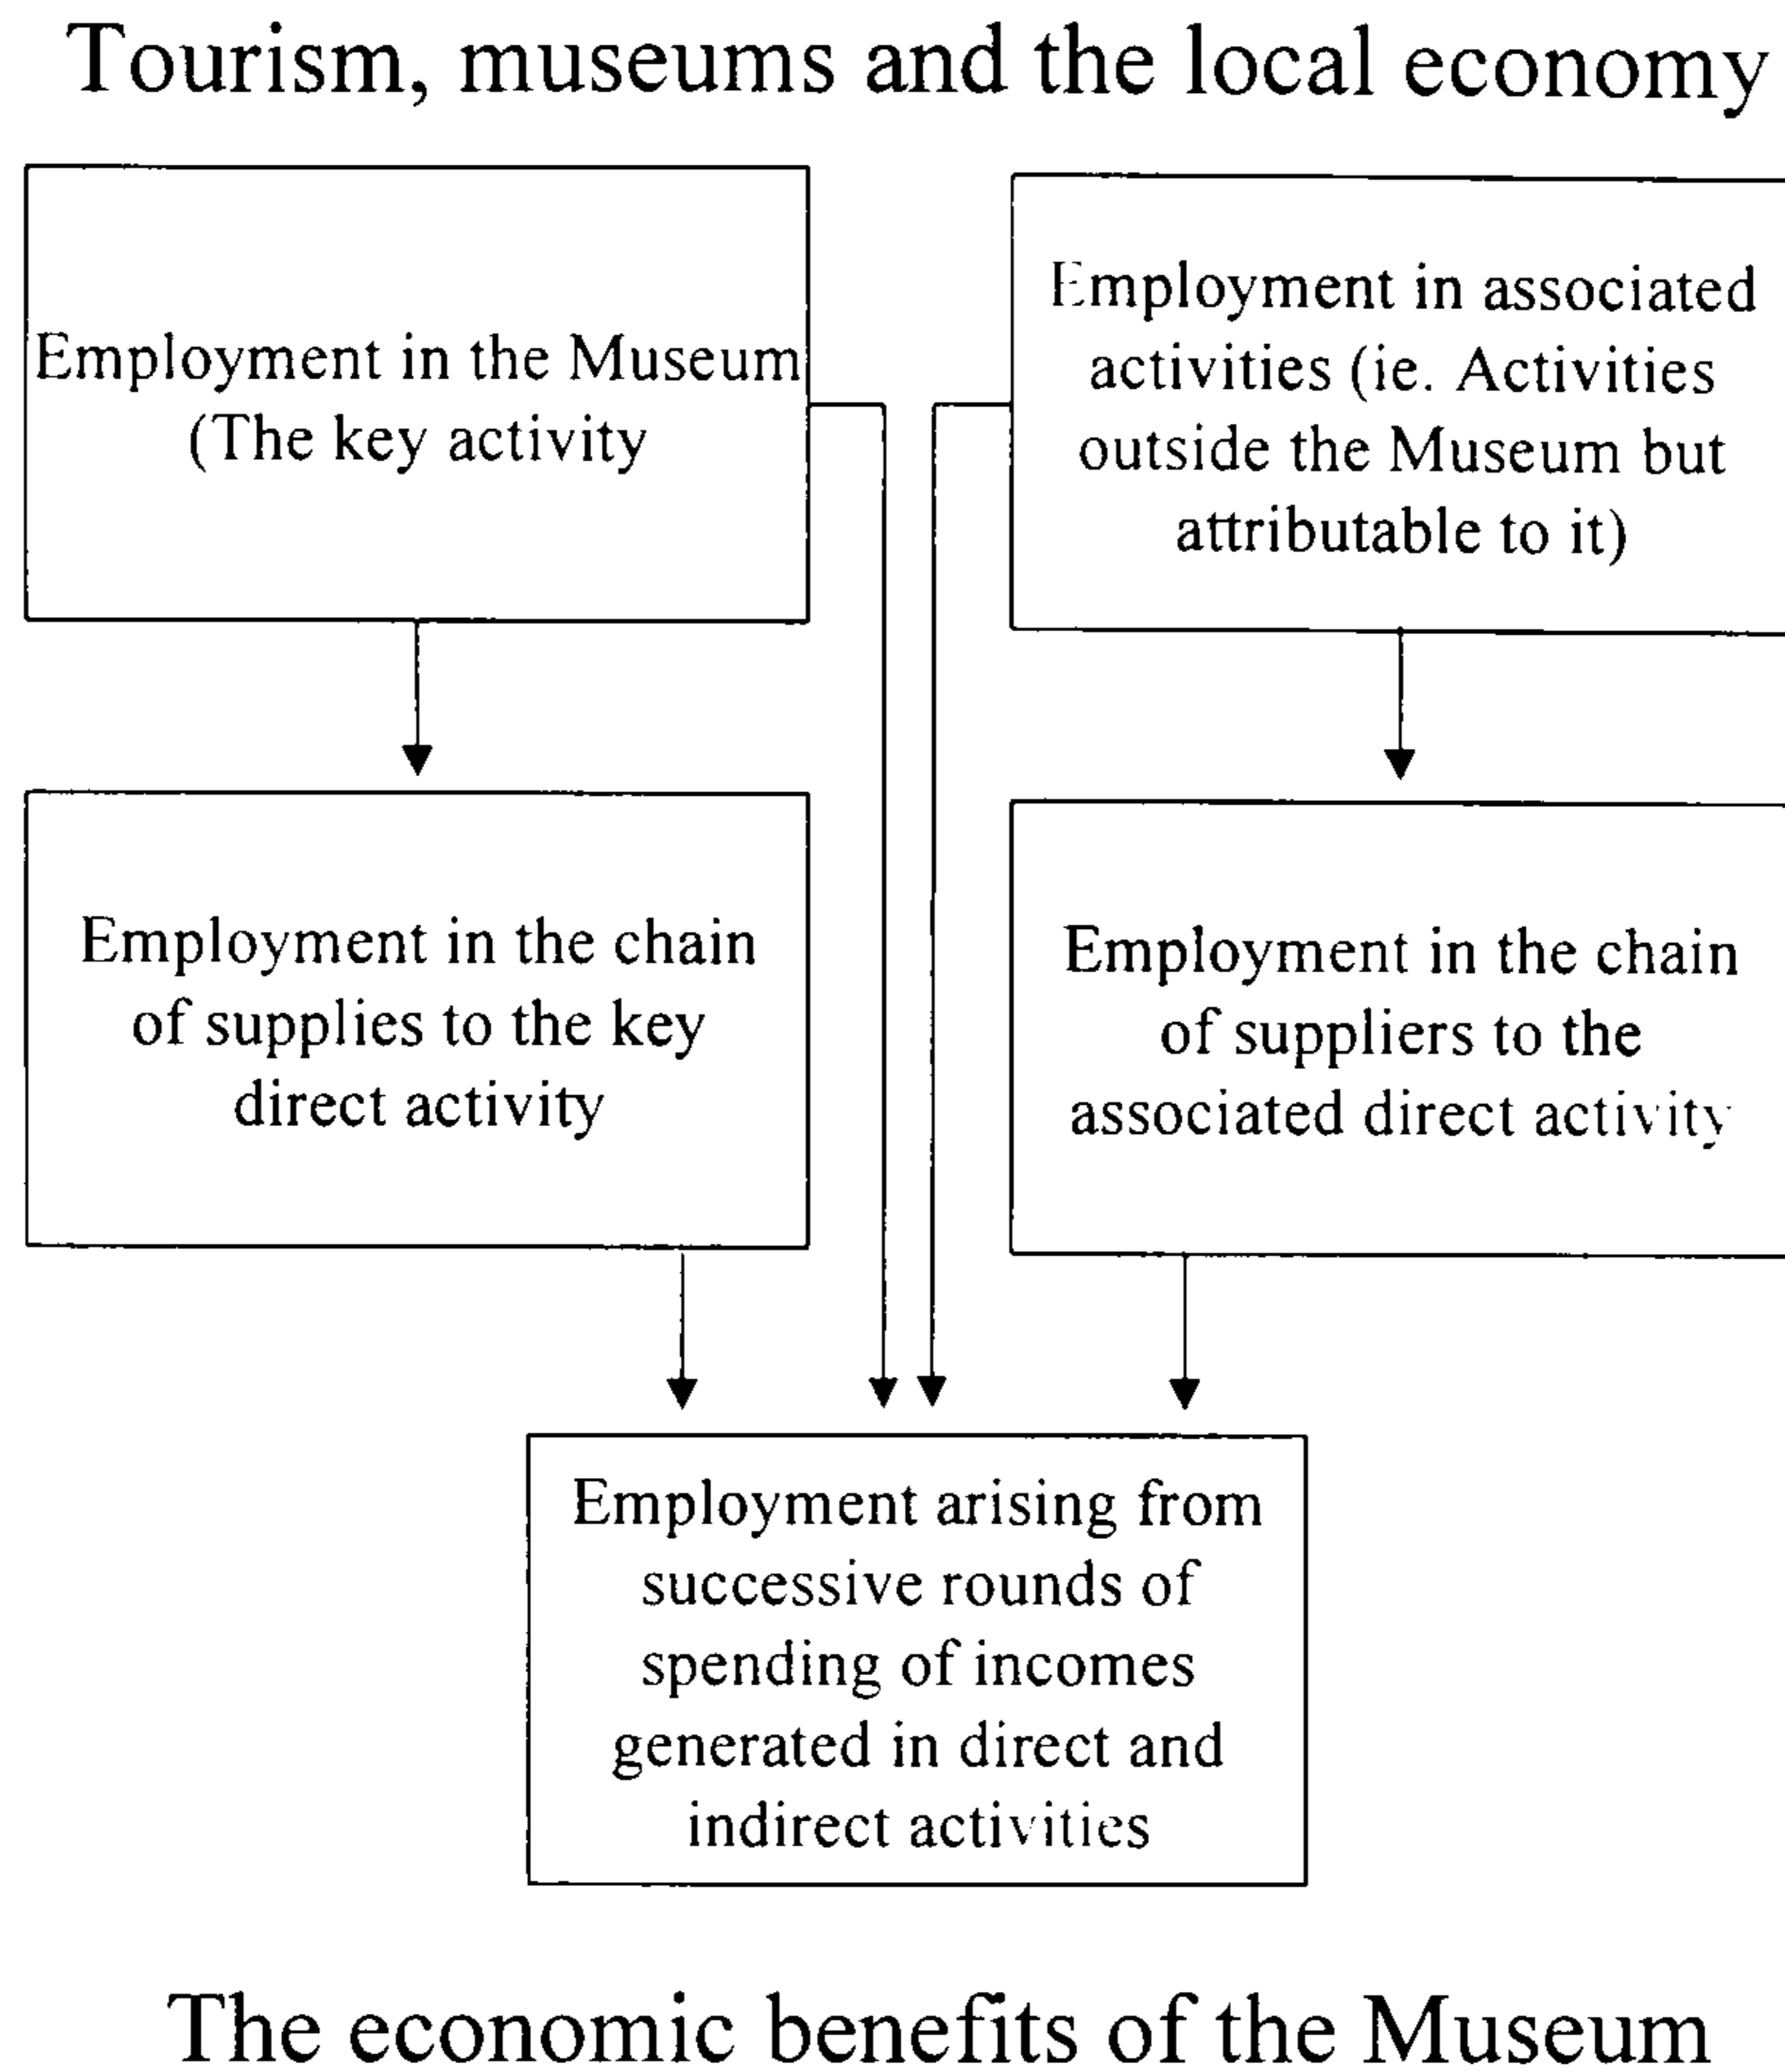 Tourism, museums and the local economy
Employment in the Museum
(The key activity
Employment in associated
activities (ie. Activities
outside the Museum but
attributable to it)
Employment in the chain
of supplies to the key
direct activity
Employment in the chain
of suppliers to the
associated direct activity
Employment arising from
successive rounds of
spending of incomes
generated in direct and
indirect activities
The economic benefits of the Museum